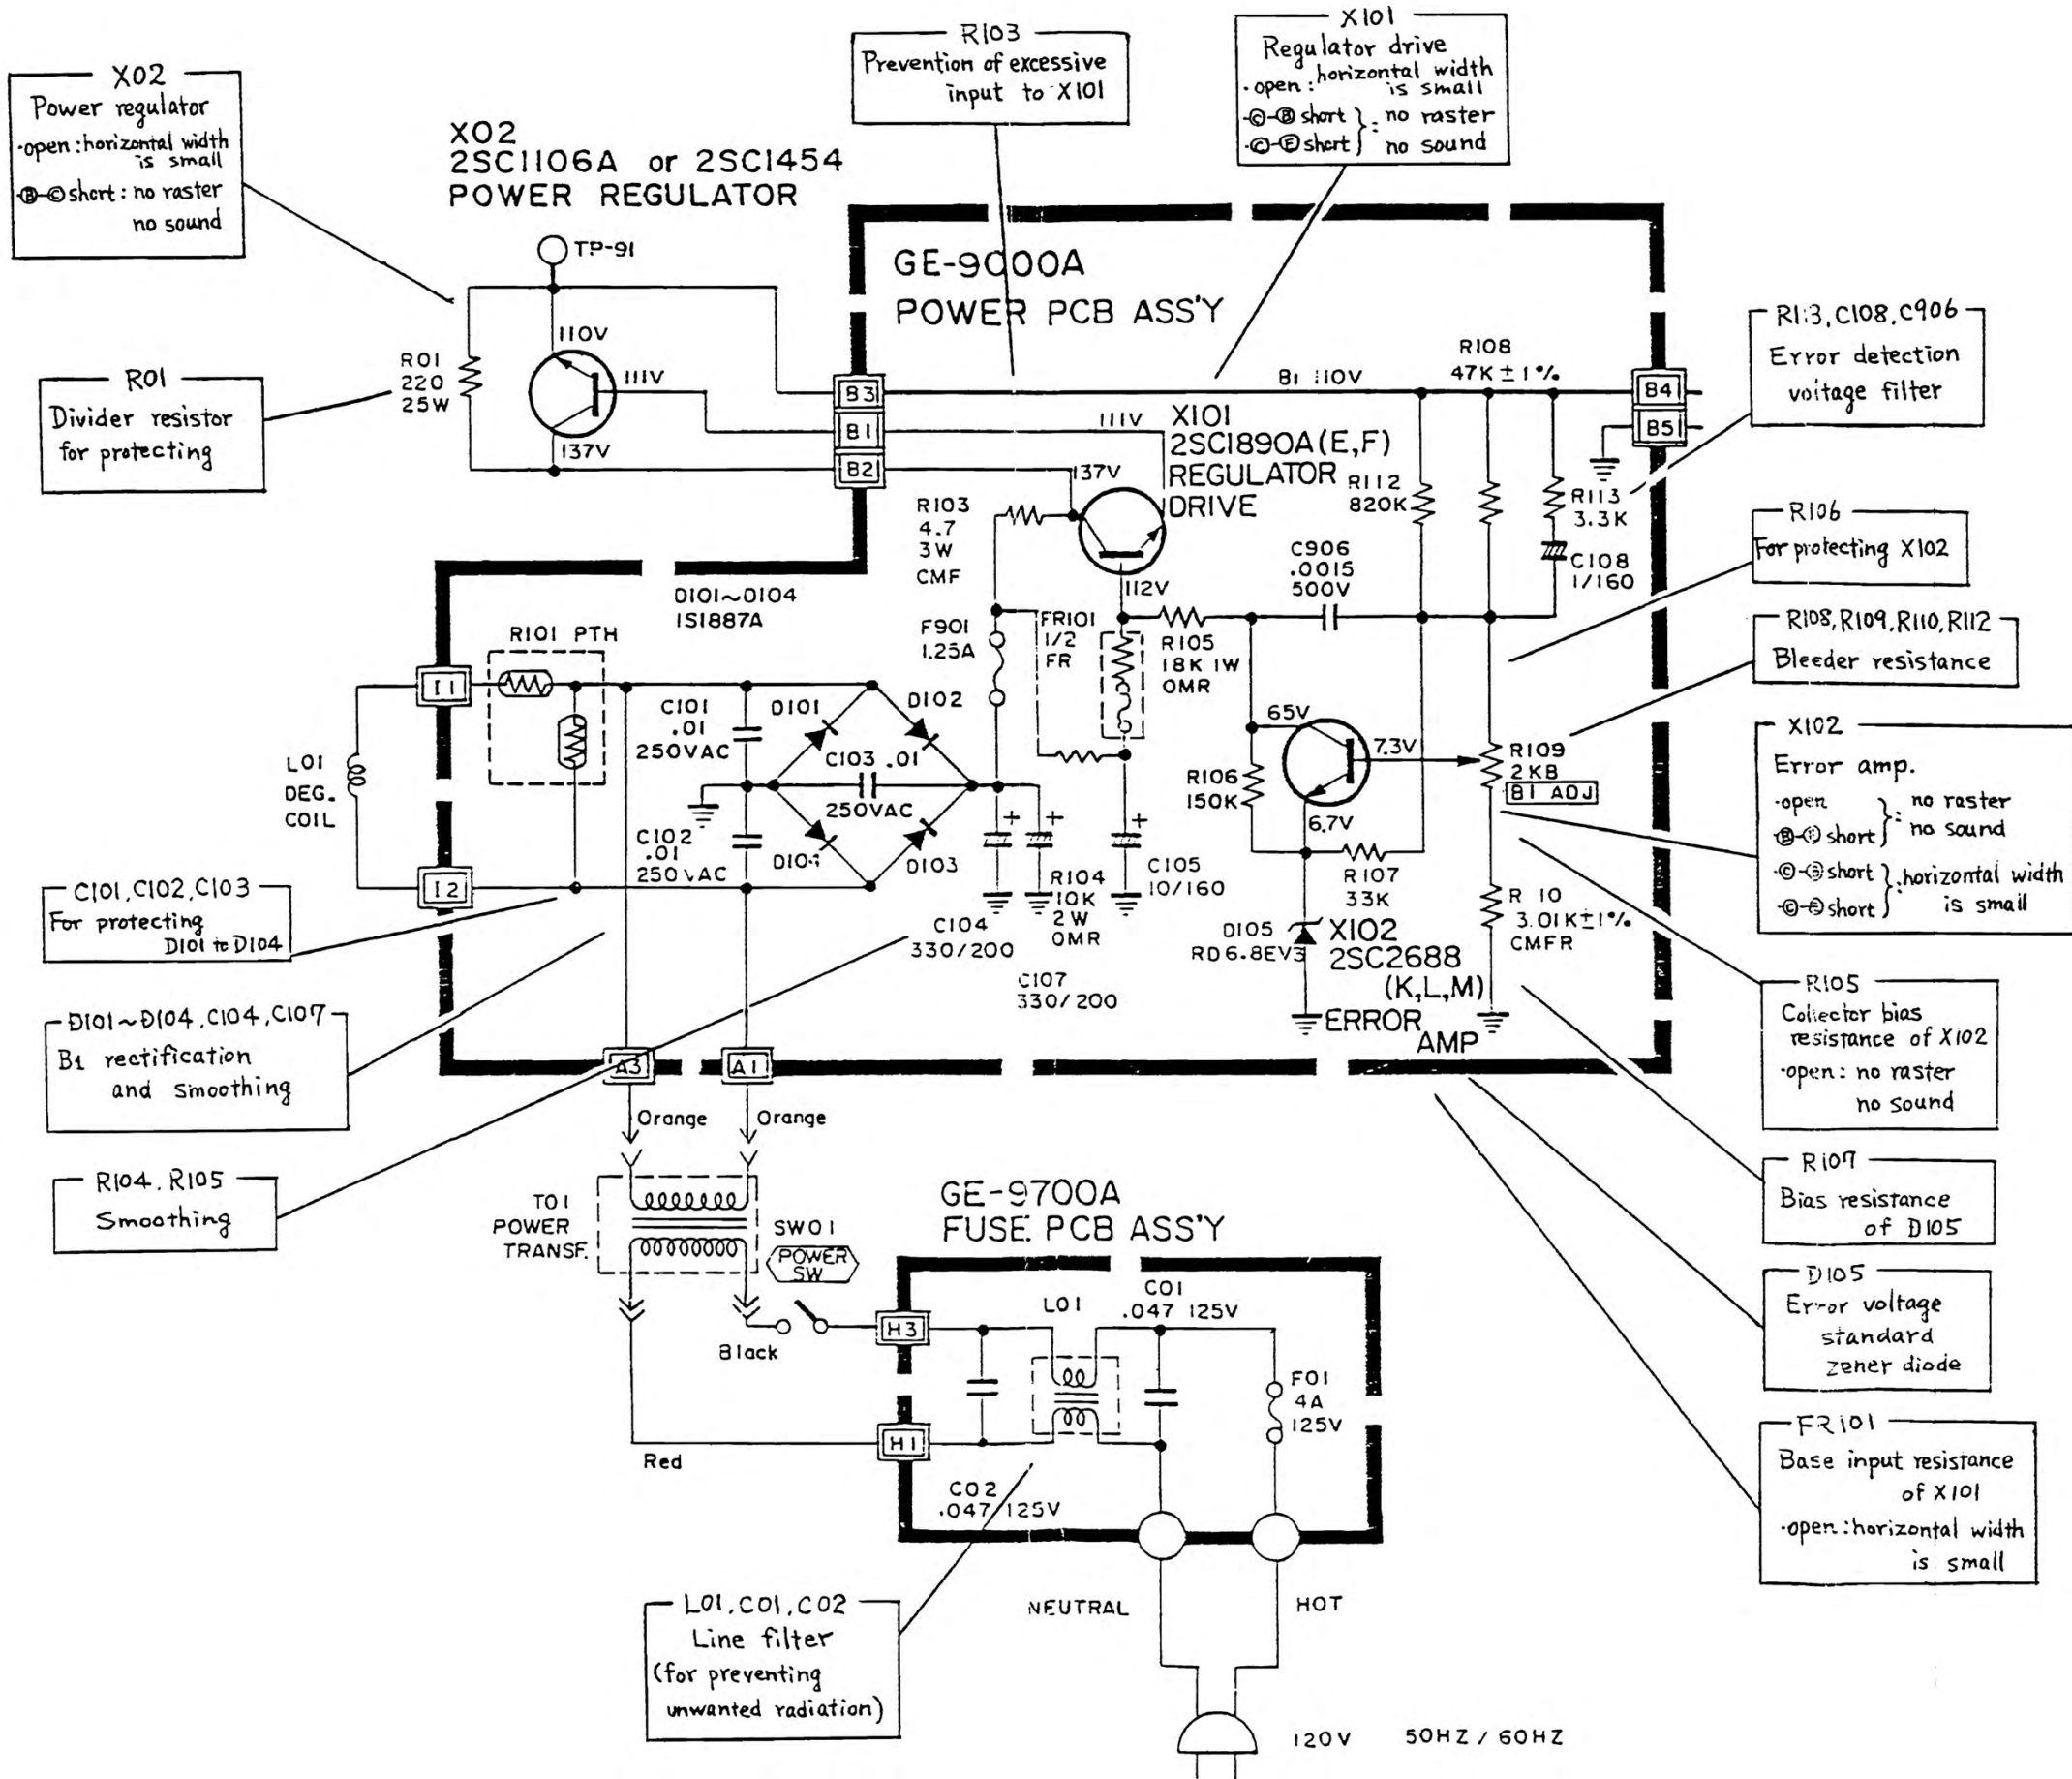 X02
Power regulator
·open : horizontal width
is small
·Ⓑ-Ⓒ short : no raster
no sound
R103
Prevention of excessive
input to X101
X101
Regulator drive
·open : horizontal width
is small
·Ⓒ-Ⓑ short } : no raster
·Ⓒ-Ⓔ short } no sound
X02
2SC1106A or 2SC1454
POWER REGULATOR
TP-91
GE-9000A
POWER PCB ASS'Y
R01
Divider resistor
for protecting
R01
220
25W
110V
111V
137V
B3
B1
B2
B1 110V
R108
47K ± 1%
B4
B5
R113, C108, C906
Error detection
voltage filter
111V
X101
2SC1890A(E,F)
REGULATOR
DRIVE
137V
R103
4.7
3W
CMF
R112
820K
R113
3.3K
C108
1/160
R106
For protecting X102
D101~D104
1S1887A
R101 PTH
112V
C906
.0015
500V
F901
1.25A
FR101
1/2
FR
R105
18K 1W
OMR
R108, R109, R110, R112
Bleeder resistance
I1
I2
L01
DEG.
COIL
C101
.01
250VAC
D101
D102
C103 .01
250VAC
C102
.01
250VAC
D104
D103
65V
7.3V
6.7V
R106
150K
R109
2KB
B1 ADJ
X102
Error amp.
·open } : no raster
Ⓑ-Ⓔ short } no sound
·Ⓒ-Ⓑ short } : horizontal width
·Ⓒ-Ⓔ short } is small
R107
33K
C105
10/160
R104
10K
2W
OMR
C104
330/200
C107
330/200
D105
RD6.8EV3
X102
2SC2688
(K,L,M)
ERROR
AMP
R 10
3.01K±1%
CMFR
C101, C102, C103
For protecting
D101 to D104
D101~D104, C104, C107
B1 rectification
and smoothing
R105
Collector bias
resistance of X102
·open : no raster
no sound
A3
A1
Orange
Orange
R104, R105
Smoothing
R107
Bias resistance
of D105
T01
POWER
TRANSF.
SW01
POWER
SW
GE-9700A
FUSE PCB ASS'Y
D105
Error voltage
standard
zener diode
Black
Red
H3
H1
L01
C01
.047 125V
F01
4A
125V
C02
.047/125V
FR101
Base input resistance
of X101
·open : horizontal width
is small
L01, C01, C02
Line filter
(for preventing
unwanted radiation)
NEUTRAL
HOT
120V 50HZ / 60HZ